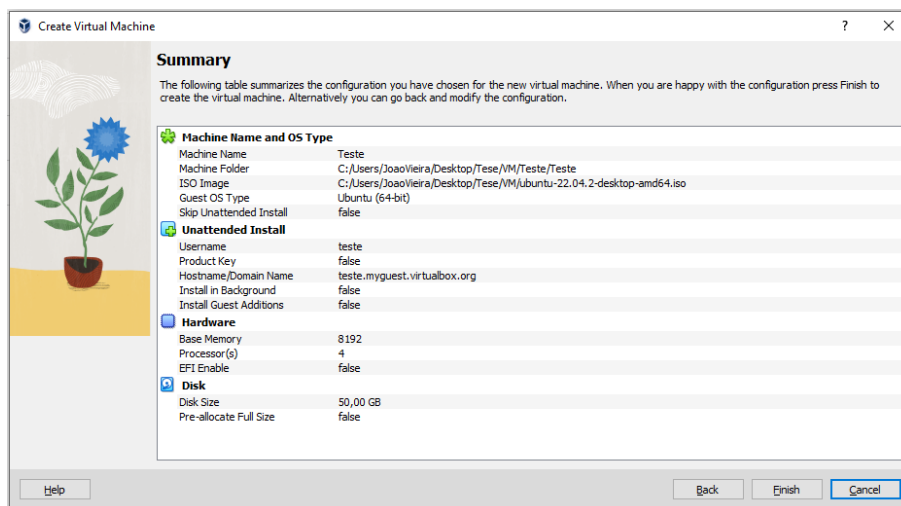 Create Virtual Machine ?
Summary
The following table summarizes the configuration you have chosen for the new virtual machine. When you are happy with the configuration press Finish to
create the virtual machine. Alternatively you can go back and modify the configuration.
Machine Name and OS Type
Machine Name Teste
Machine Folder C:/Users/JoaoVieira/Desktop/Tese/VM/Teste/Teste
ISO Image C:/Users/JoaoVieira/Desktop/Tese/VM/ubuntu-22.04.2-desktop-amd64.iso
Guest OS Type Ubuntu (64-bit)
Skip Unattended Install false
Unattended Install
Username teste
Product Key false
Hostname/Domain Name teste.myguest.virtualbox.org
Install in Background false
Install Guest Additions false
Hardware
Base Memory 8192
Processor(s) 4
EFI Enable false
Disk
Disk Size 50,00 GB
Pre-allocate Full Size false
Help Back Finish Cancel